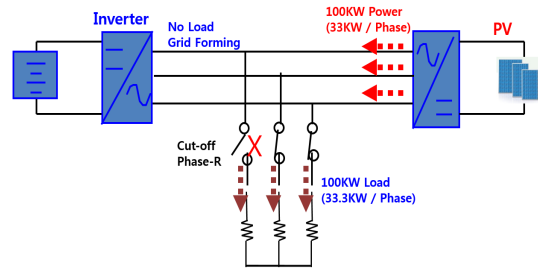 Inverter
No Load
Grid Forming
100KW Power
(33KW / Phase)
PV
Cut-off
Phase-R
X
100KW Load
(33.3KW / Phase)